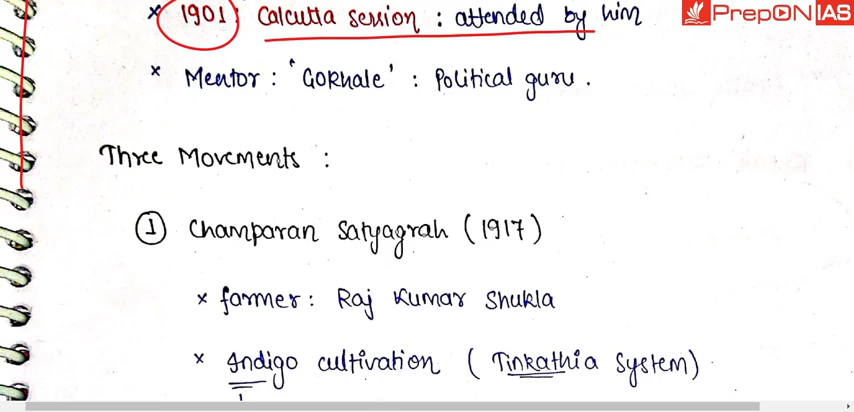 PrepON IAS
× 1901 Calcutta session : attended by him
× Mentor : 'GOKhale' : Political guru .
Three Movements :
① Champaran Satyagrah (1917)
× farmer : Raj Kumar Shukla
× Indigo cultivation ( Tinkathia System )